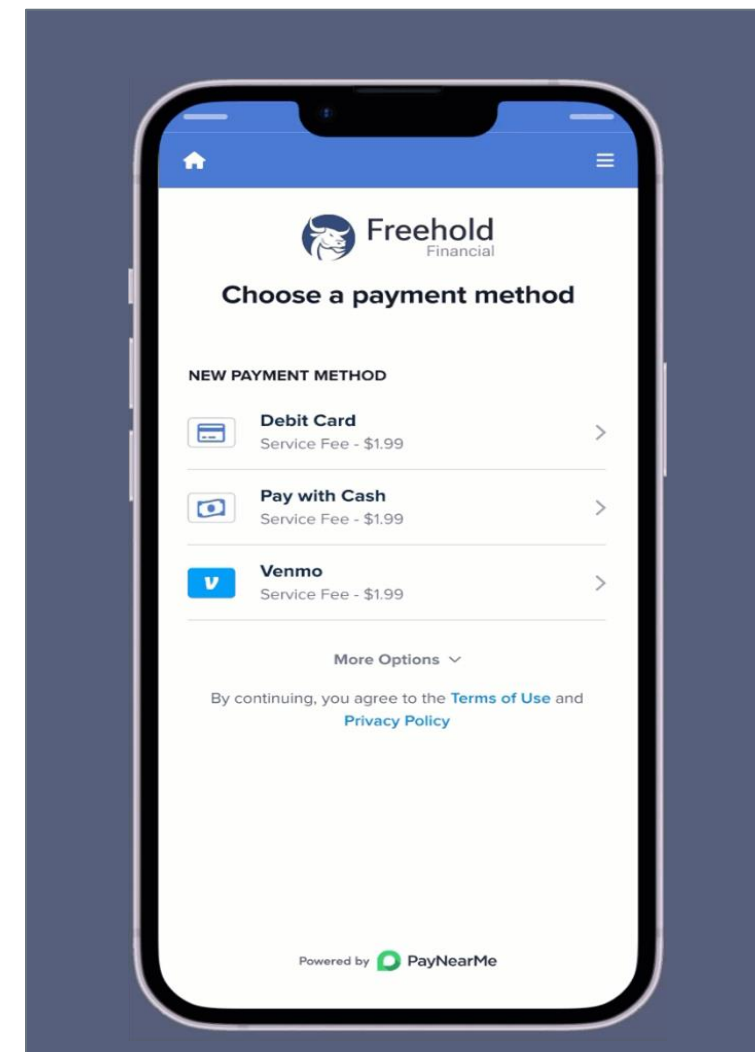 Freehold
Financial
Choose a payment method
NEW PAYMENT METHOD
Debit Card
Service Fee - $1.99
Pay with Cash
Service Fee - $1.99
Venmo
Service Fee - $1.99
More Options
By continuing, you agree to the Terms of Use and
Privacy Policy
Powered by PayNearMe